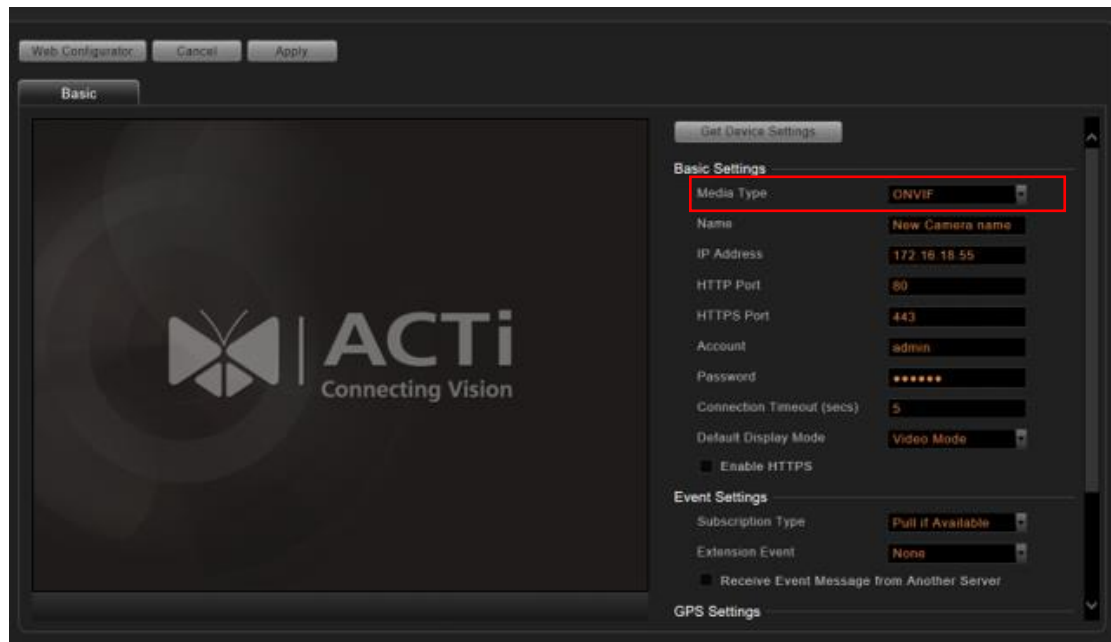 Web Configurator Cancel Apply
Basic
Get Device Settings
Basic Settings
Media Type ONVIF
Name New Camera name
IP Address 172.16.18.55
HTTP Port 80
HTTPS Port 443
Account admin
Password ••••••
Connection Timeout (secs) 5
Default Display Mode Video Mode
Enable HTTPS
Event Settings
Subscription Type Pull if Available
Extension Event None
Receive Event Message from Another Server
GPS Settings
ACTi
Connecting Vision